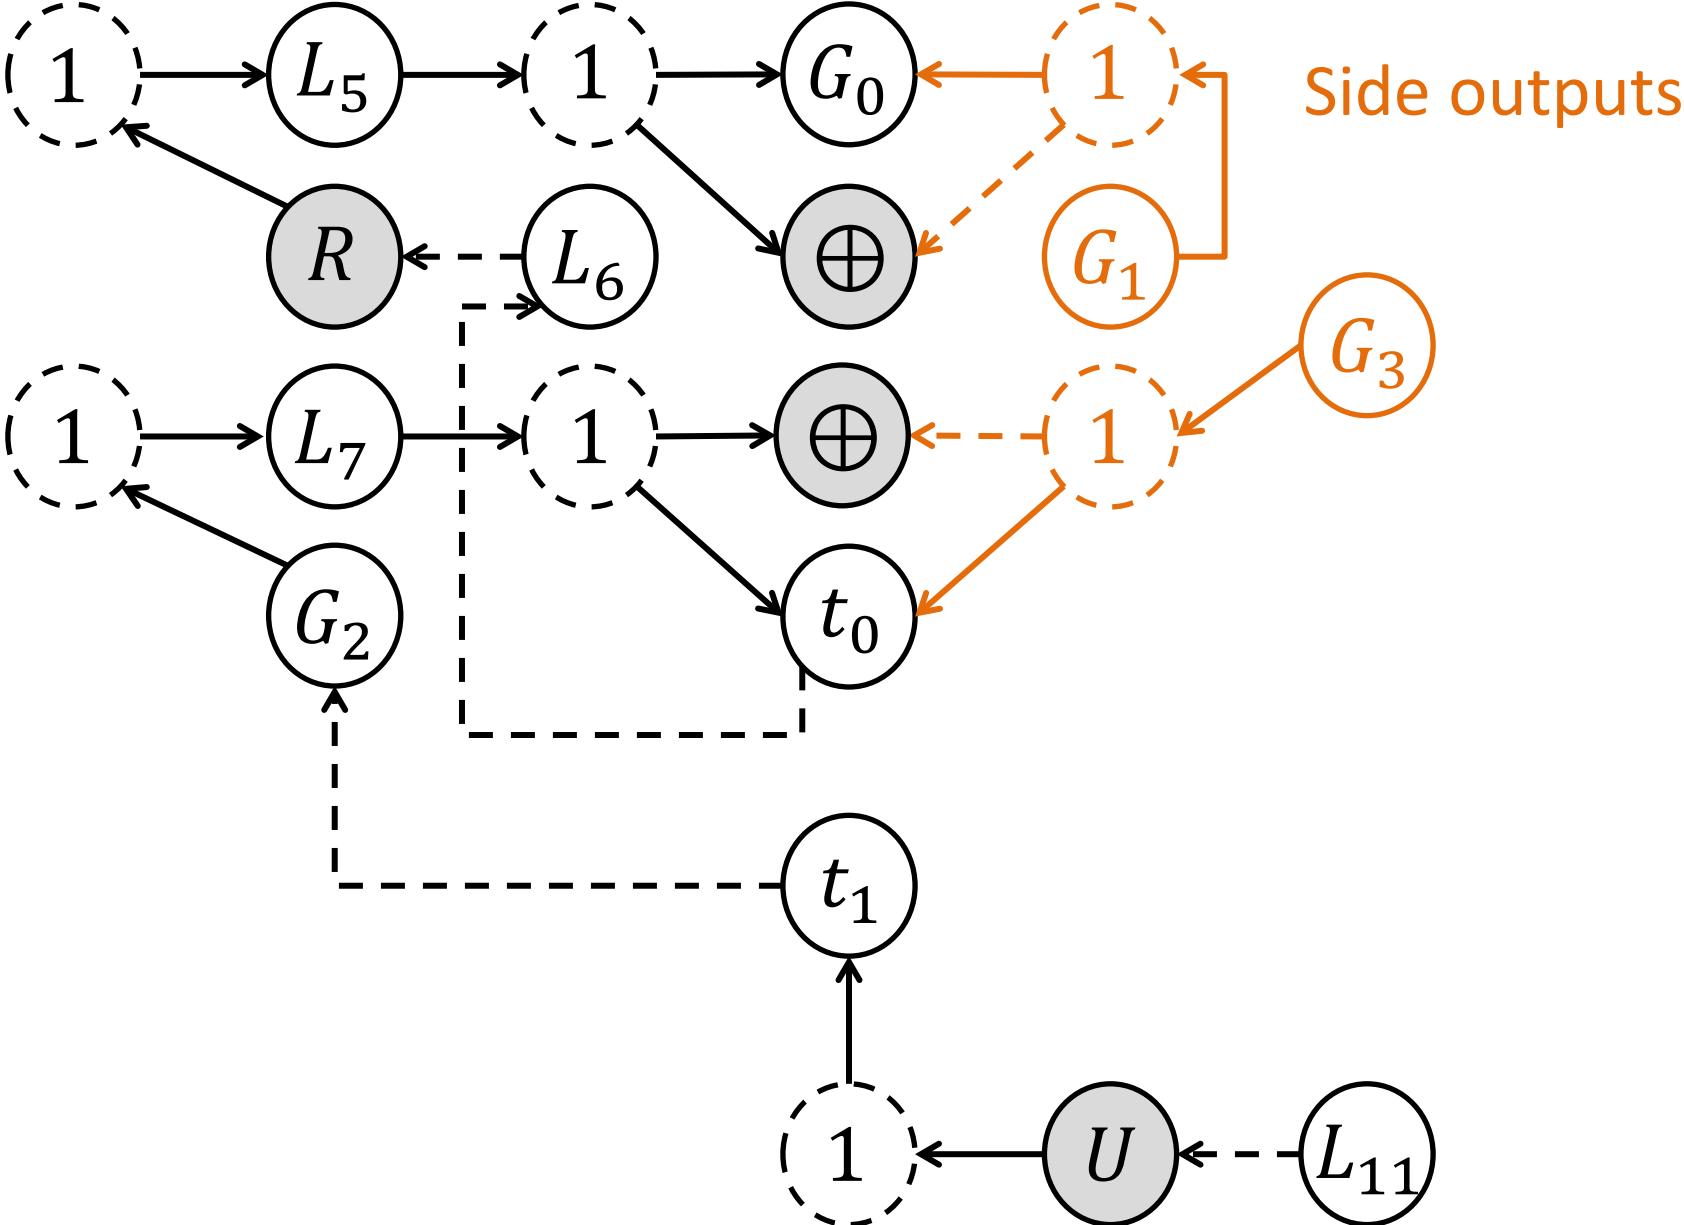 1 L₅ 1 G₀ 1 Side outputs
R L₆ ⊕ G₁
G₃
1 L₇ 1 ⊕ 1
G₂ t₀
t₁
1 U L₁₁